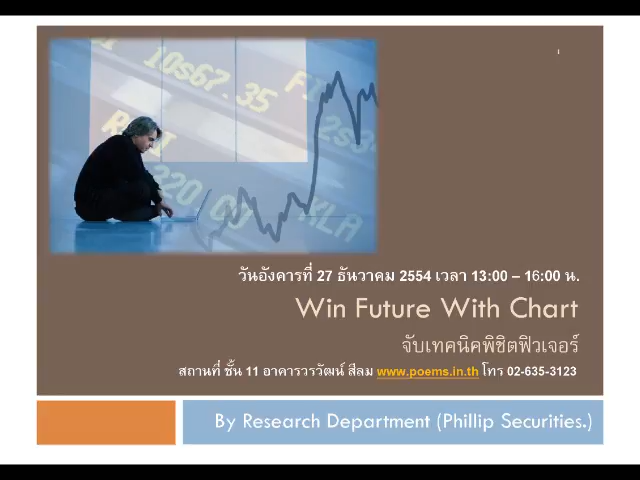 1
10s67.35
วันอังคารที่ 27 ธันวาคม 2554 เวลา 13:00 – 16:00 น.
Win Future With Chart
จับเทคนิคพิชิตฟิวเจอร์
สถานที่ ชั้น 11 อาคารวรวัฒน์ สีลม www.poems.in.th โทร 02-635-3123
By Research Department (Phillip Securities.)